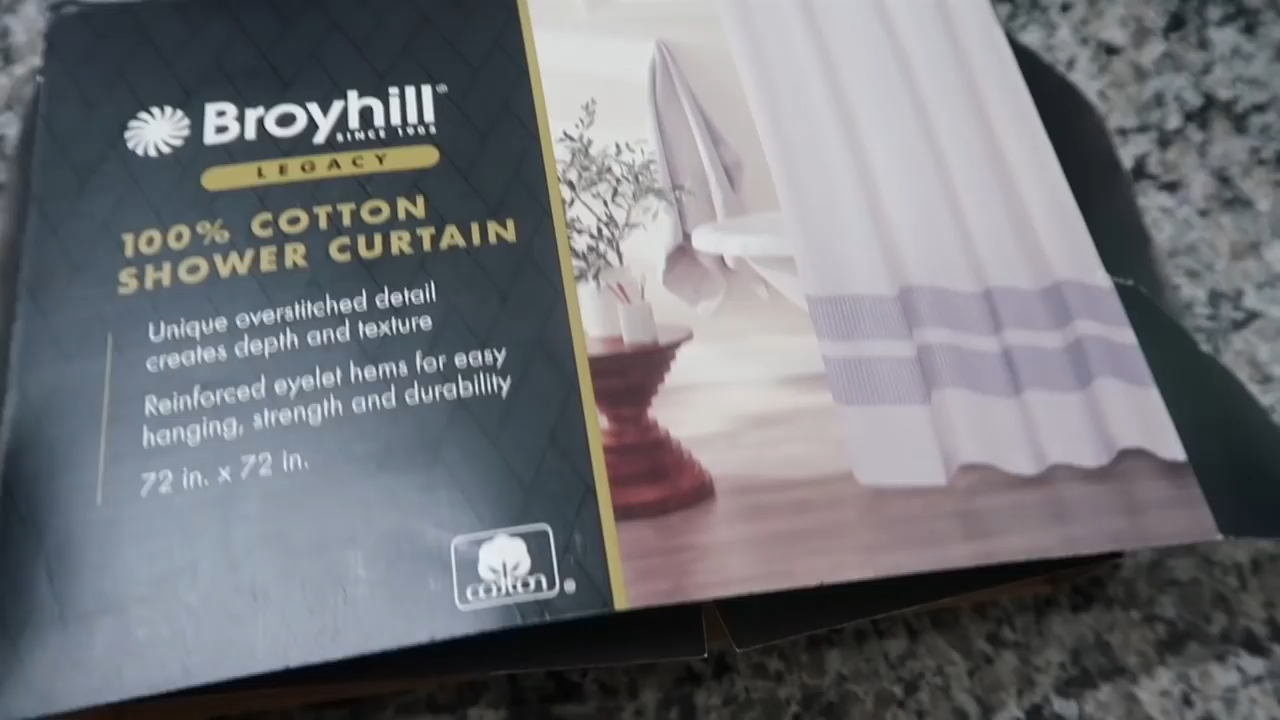 Broyhill
SINCE 1905
LEGACY
100% COTTON
SHOWER CURTAIN
Unique overstitched detail
creates depth and texture
Reinforced eyelet hems for easy
hanging, strength and durability
72 in. x 72 in.
cotton